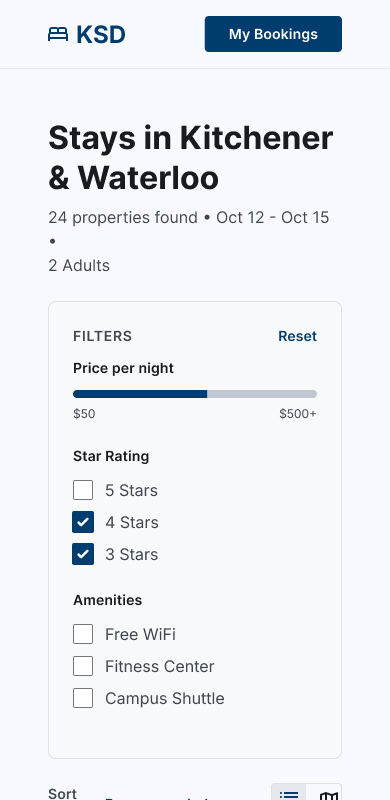 KSD
My Bookings
Stays in Kitchener
& Waterloo
24 properties found • Oct 12 - Oct 15
•
2 Adults
FILTERS
Reset
Price per night
$50
$500+
Star Rating
5 Stars
4 Stars
3 Stars
Amenities
Free WiFi
Fitness Center
Campus Shuttle
Sort